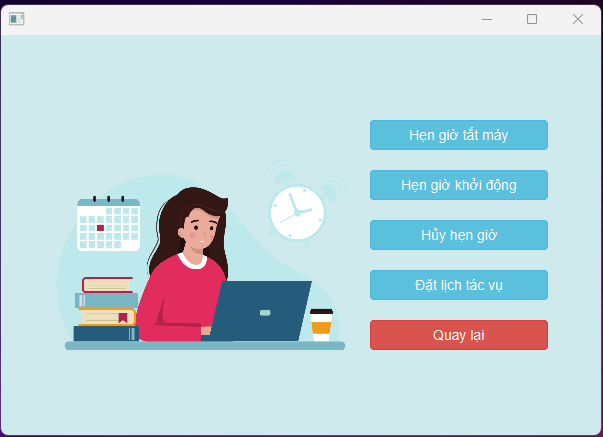 Hẹn giờ tắt máy
Hẹn giờ khởi động
Hủy hẹn giờ
Đặt lịch tác vụ
Quay lại